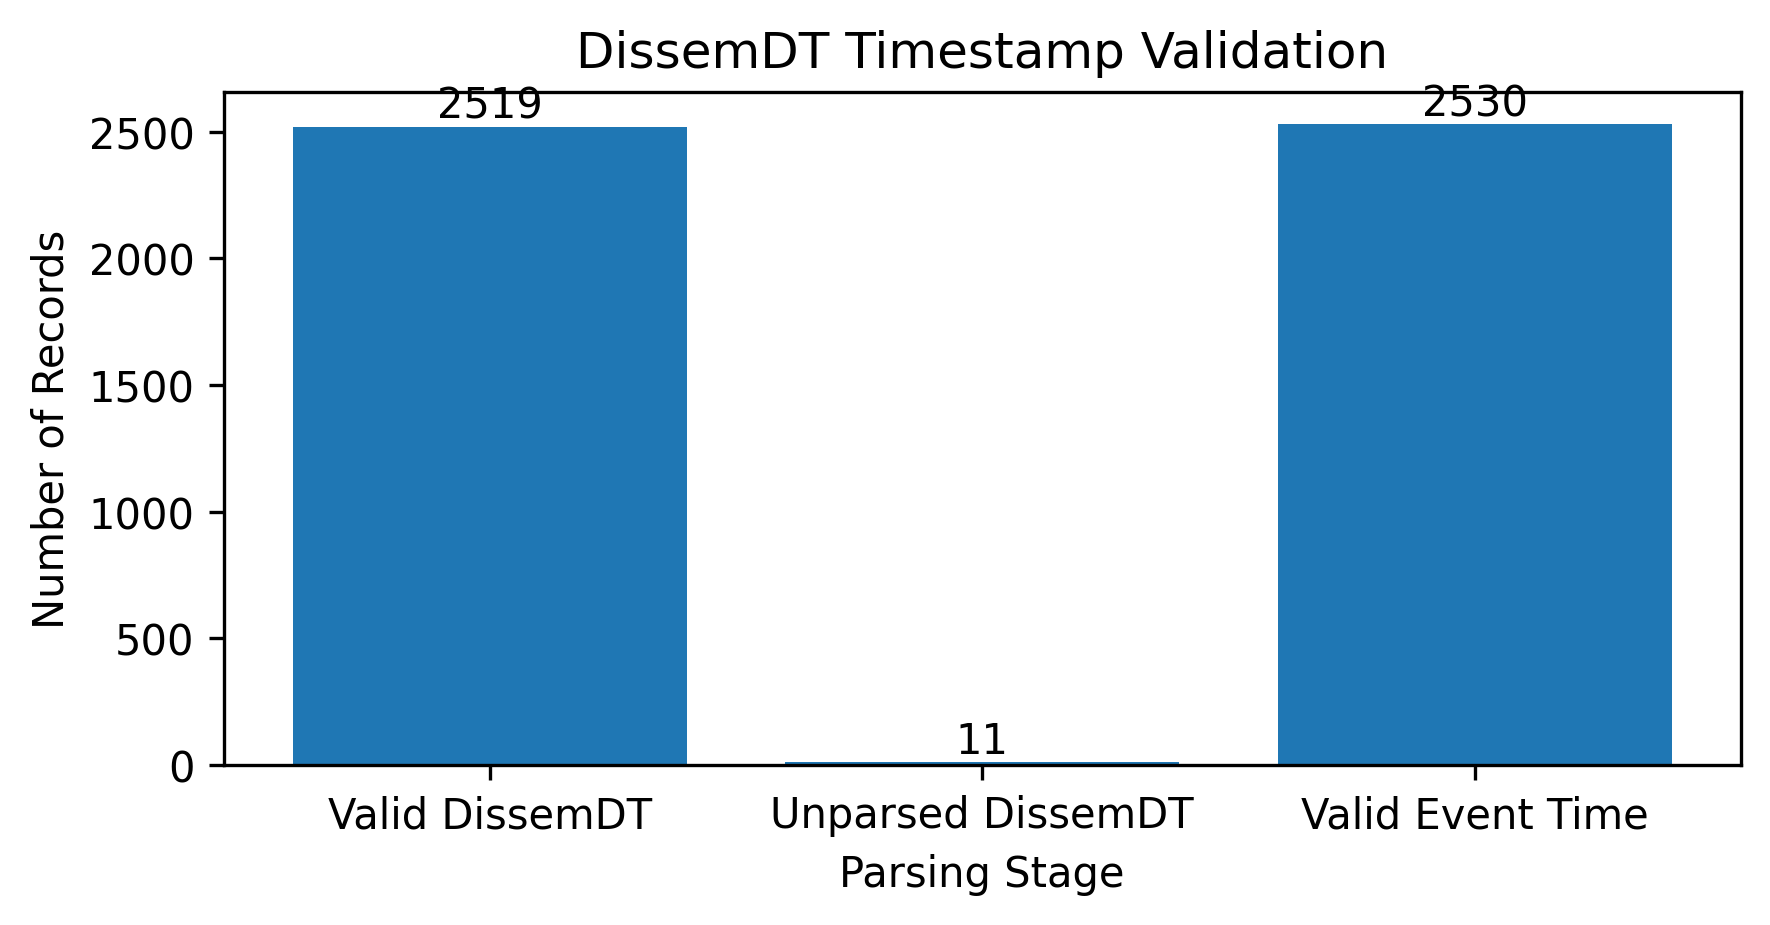 DissemDT Timestamp Validation
2519
2530
11
2500
2000
1500
1000
500
0
Number of Records
Valid DissemDT
Unparsed DissemDT
Valid Event Time
Parsing Stage